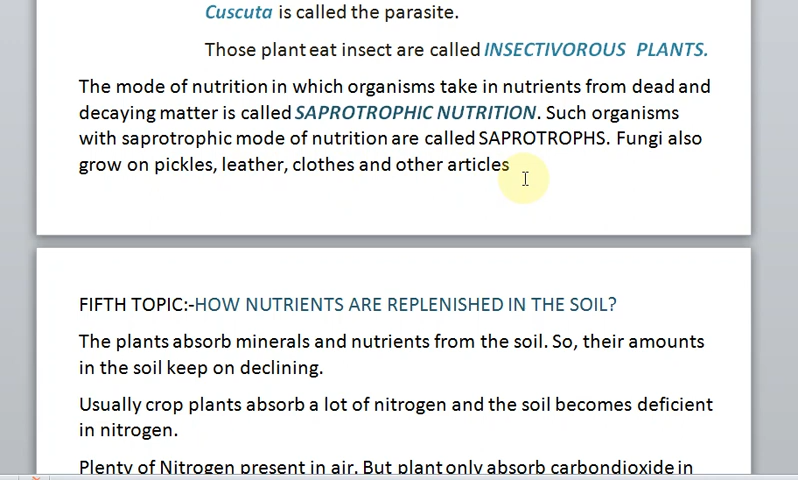 Cuscuta is called the parasite.
Those plant eat insect are called INSECTIVOROUS PLANTS.
The mode of nutrition in which organisms take in nutrients from dead and
decaying matter is called SAPROTROPHIC NUTRITION. Such organisms
with saprotrophic mode of nutrition are called SAPROTROPHS. Fungi also
grow on pickles, leather, clothes and other articles
FIFTH TOPIC:-HOW NUTRIENTS ARE REPLENISHED IN THE SOIL?
The plants absorb minerals and nutrients from the soil. So, their amounts
in the soil keep on declining.
Usually crop plants absorb a lot of nitrogen and the soil becomes deficient
in nitrogen.
Plenty of Nitrogen present in air. But plant only absorb carbondioxide in